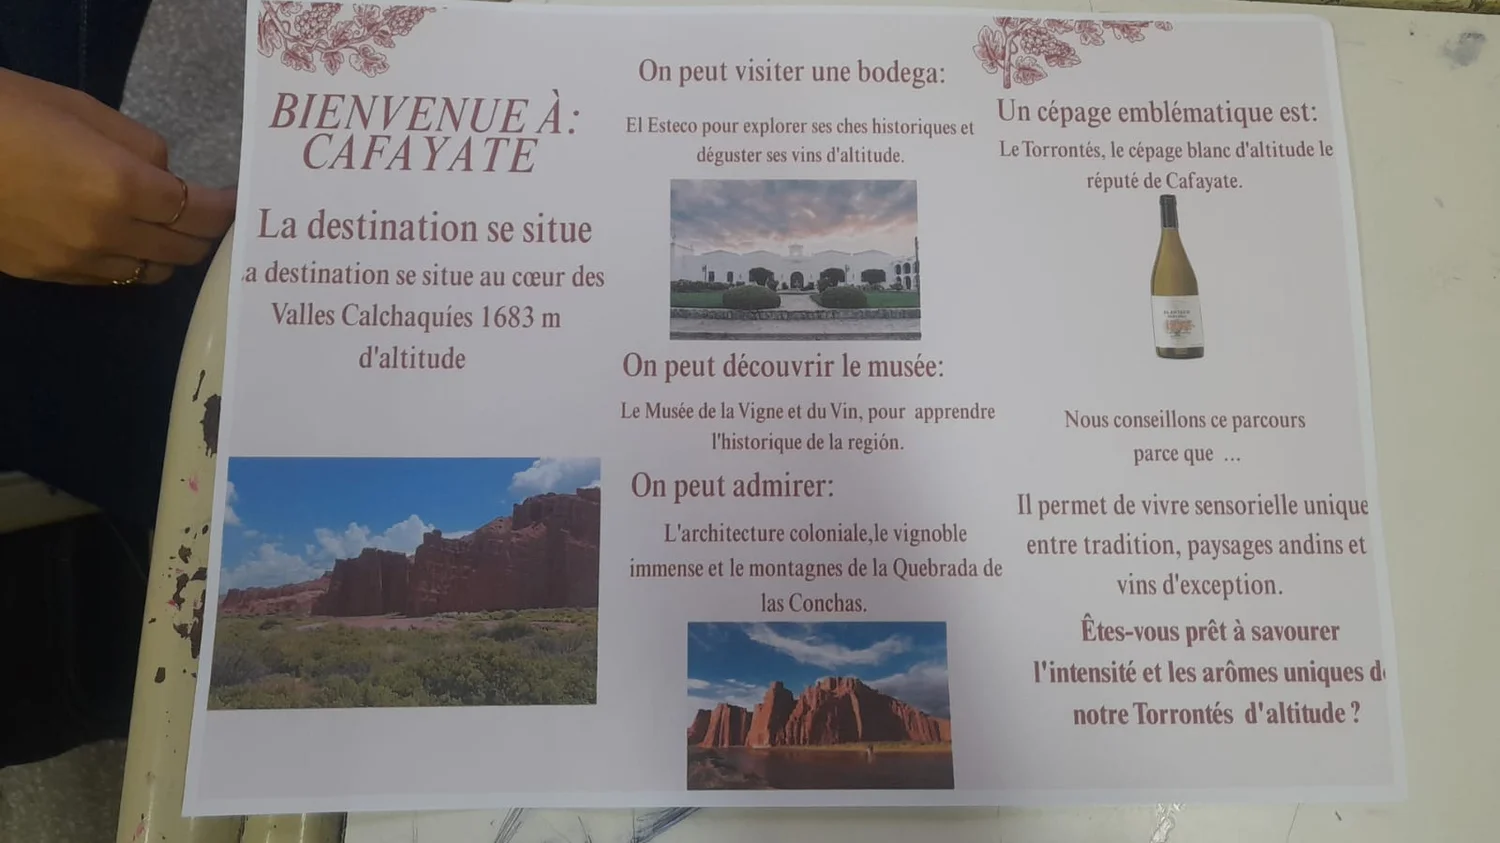 BIENVENUE À:
CAFAYATE
La destination se situe
a destination se situe au cœur des
Valles Calchaquíes 1683 m
d'altitude
On peut visiter une bodega:
El Esteco pour explorer ses ches historiques et
déguster ses vins d'altitude.
On peut découvrir le musée:
Le Musée de la Vigne et du Vin, pour apprendre
l'historique de la región.
On peut admirer:
L'architecture coloniale,le vignoble
immense et le montagnes de la Quebrada de
las Conchas.
Un cépage emblématique est:
Le Torrontés, le cépage blanc d'altitude le
réputé de Cafayate.
Nous conseillons ce parcours
parce que ...
Il permet de vivre sensorielle unique
entre tradition, paysages andins et
vins d'exception.
Êtes-vous prêt à savourer
l'intensité et les arômes uniques d
notre Torrontés d'altitude ?